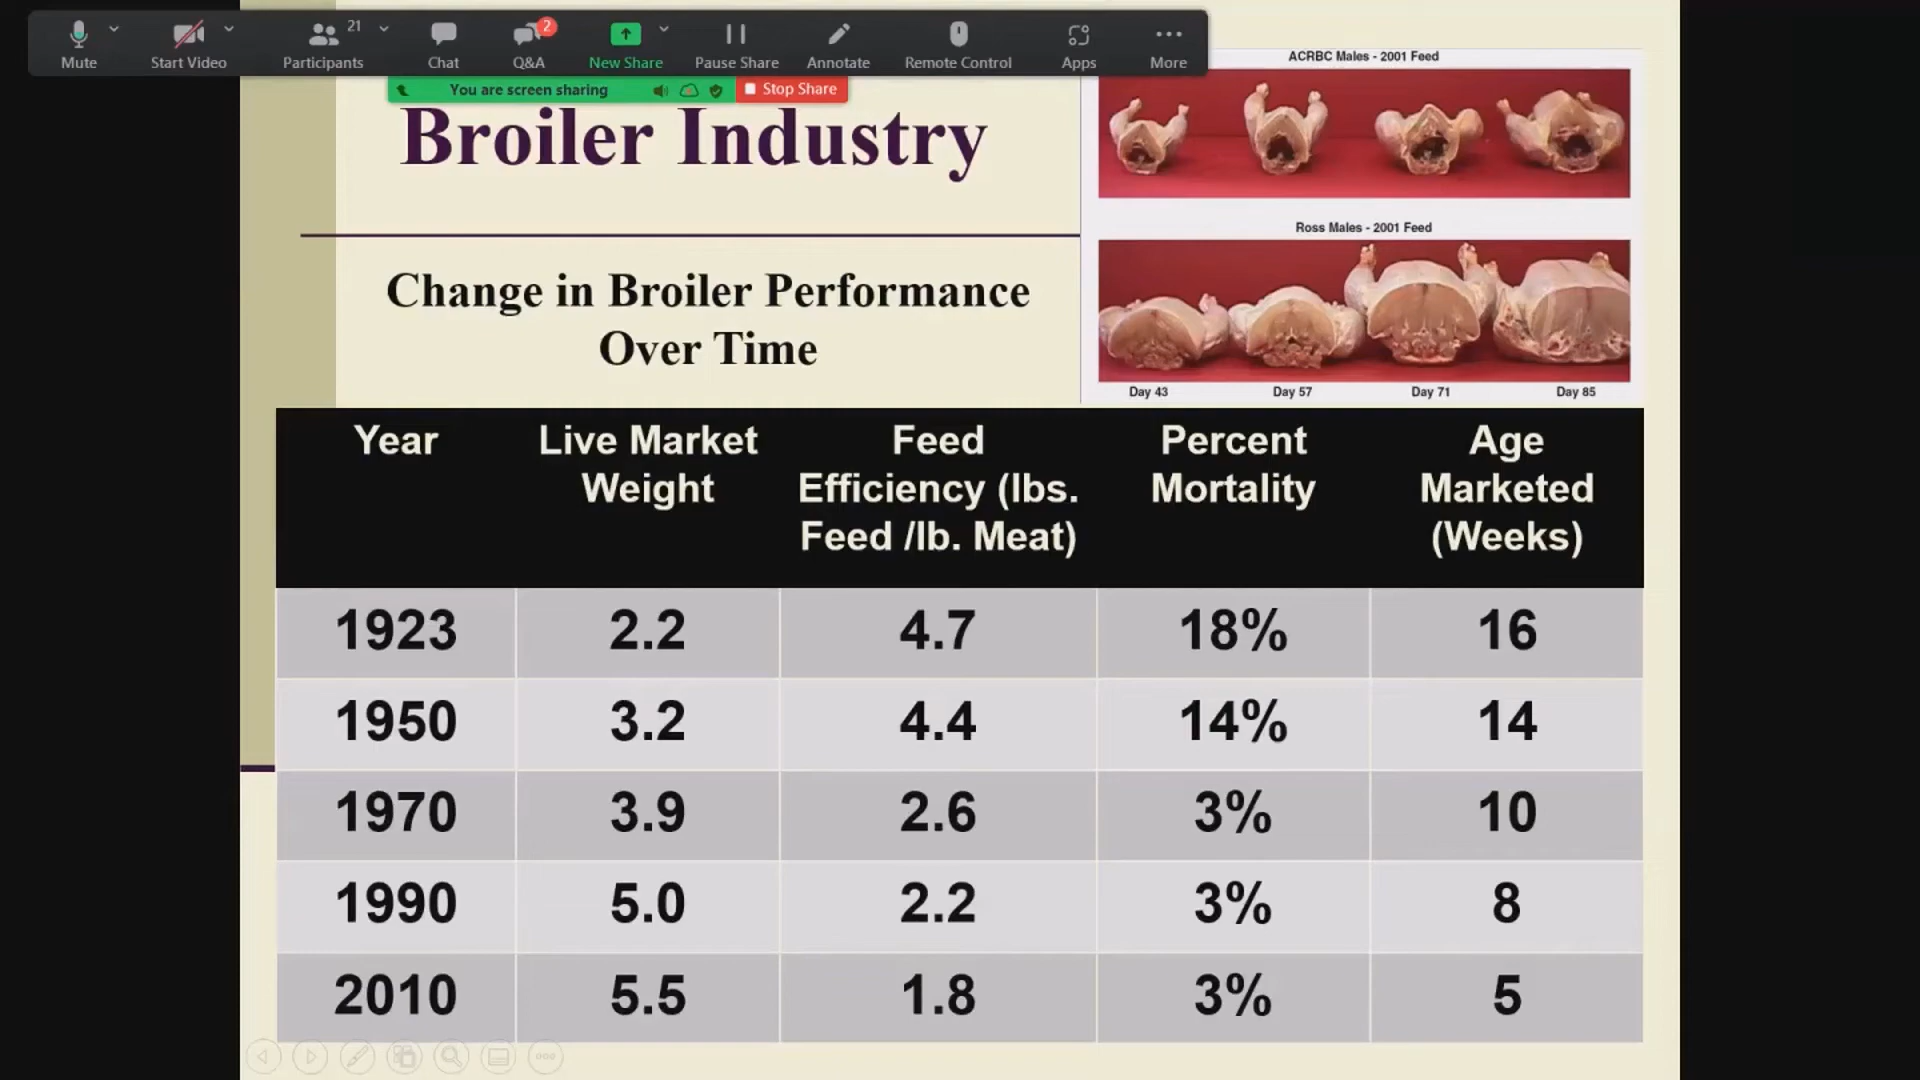 Mute
Start Video
Participants
21
Chat
Q&A
2
New Share
Pause Share
Annotate
Remote Control
Apps
More
You are screen sharing
Stop Share
Broiler Industry
Change in Broiler Performance
Over Time
ACRBC Males - 2001 Feed
Ross Males - 2001 Feed
Day 43 Day 57 Day 71 Day 85
Year Live Market Weight Feed Efficiency (lbs. Feed /lb. Meat) Percent Mortality Age Marketed (Weeks)
1923 2.2 4.7 18% 16
1950 3.2 4.4 14% 14
1970 3.9 2.6 3% 10
1990 5.0 2.2 3% 8
2010 5.5 1.8 3% 5